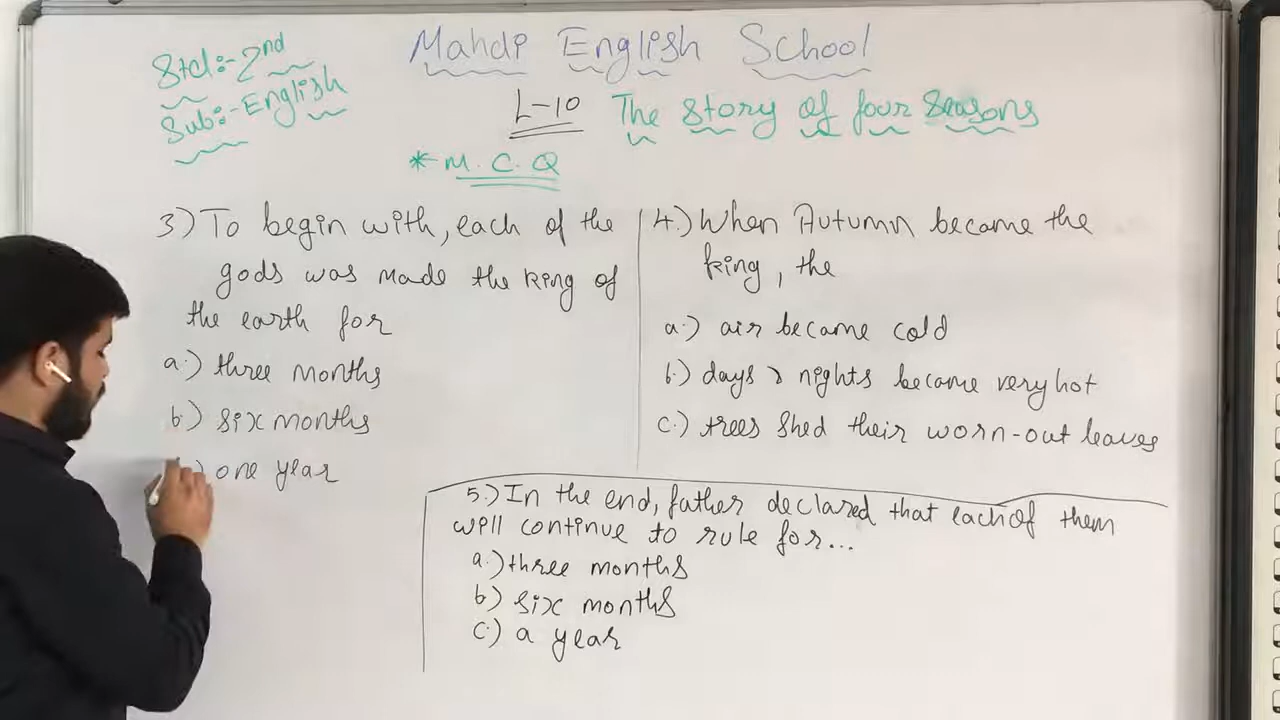 Std:-2nd
Sub:-English
Mahdi English School
L-10 The Story of four Seasons
* M.C.Q
3) To begin with, each of the
gods was made the king of
the earth for
a.) three months
b.) six months
) one year
4.) When Autumn became the
king, the
a.) air became cold
b.) days & nights became very hot
c.) trees shed their worn-out leaves
5.) In the end, father declared that each of them
will continue to rule for...
a.) three months
b) six months
c.) a year